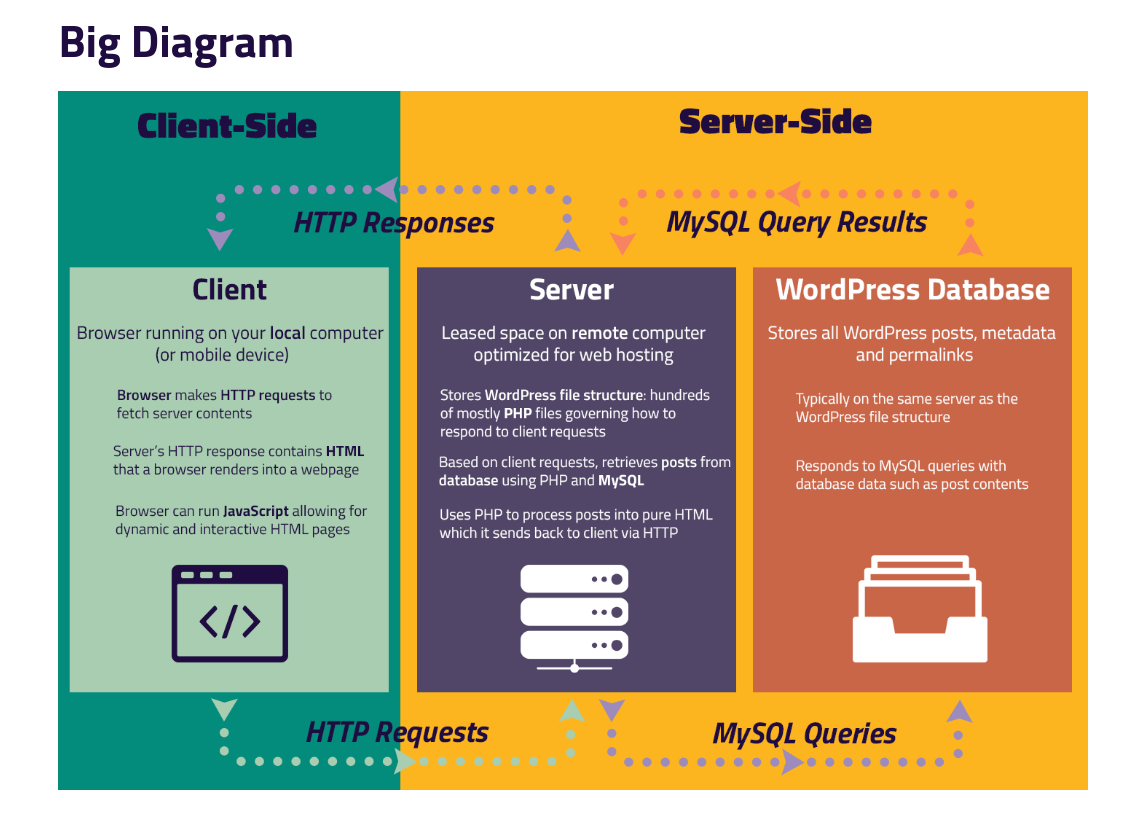 Big Diagram
Client-Side
Server-Side
HTTP Responses
MySQL Query Results
Client
Browser running on your local computer
(or mobile device)
Browser makes HTTP requests to
fetch server contents
Server's HTTP response contains HTML
that a browser renders into a webpage
Browser can run JavaScript allowing for
dynamic and interactive HTML pages
</>
Server
Leased space on remote computer
optimized for web hosting
Stores WordPress file structure: hundreds
of mostly PHP files governing how to
respond to client requests
Based on client requests, retrieves posts from
database using PHP and MySQL
Uses PHP to process posts into pure HTML
which it sends back to client via HTTP
WordPress Database
Stores all WordPress posts, metadata
and permalinks
Typically on the same server as the
WordPress file structure
Responds to MySQL queries with
database data such as post contents
HTTP Requests
MySQL Queries